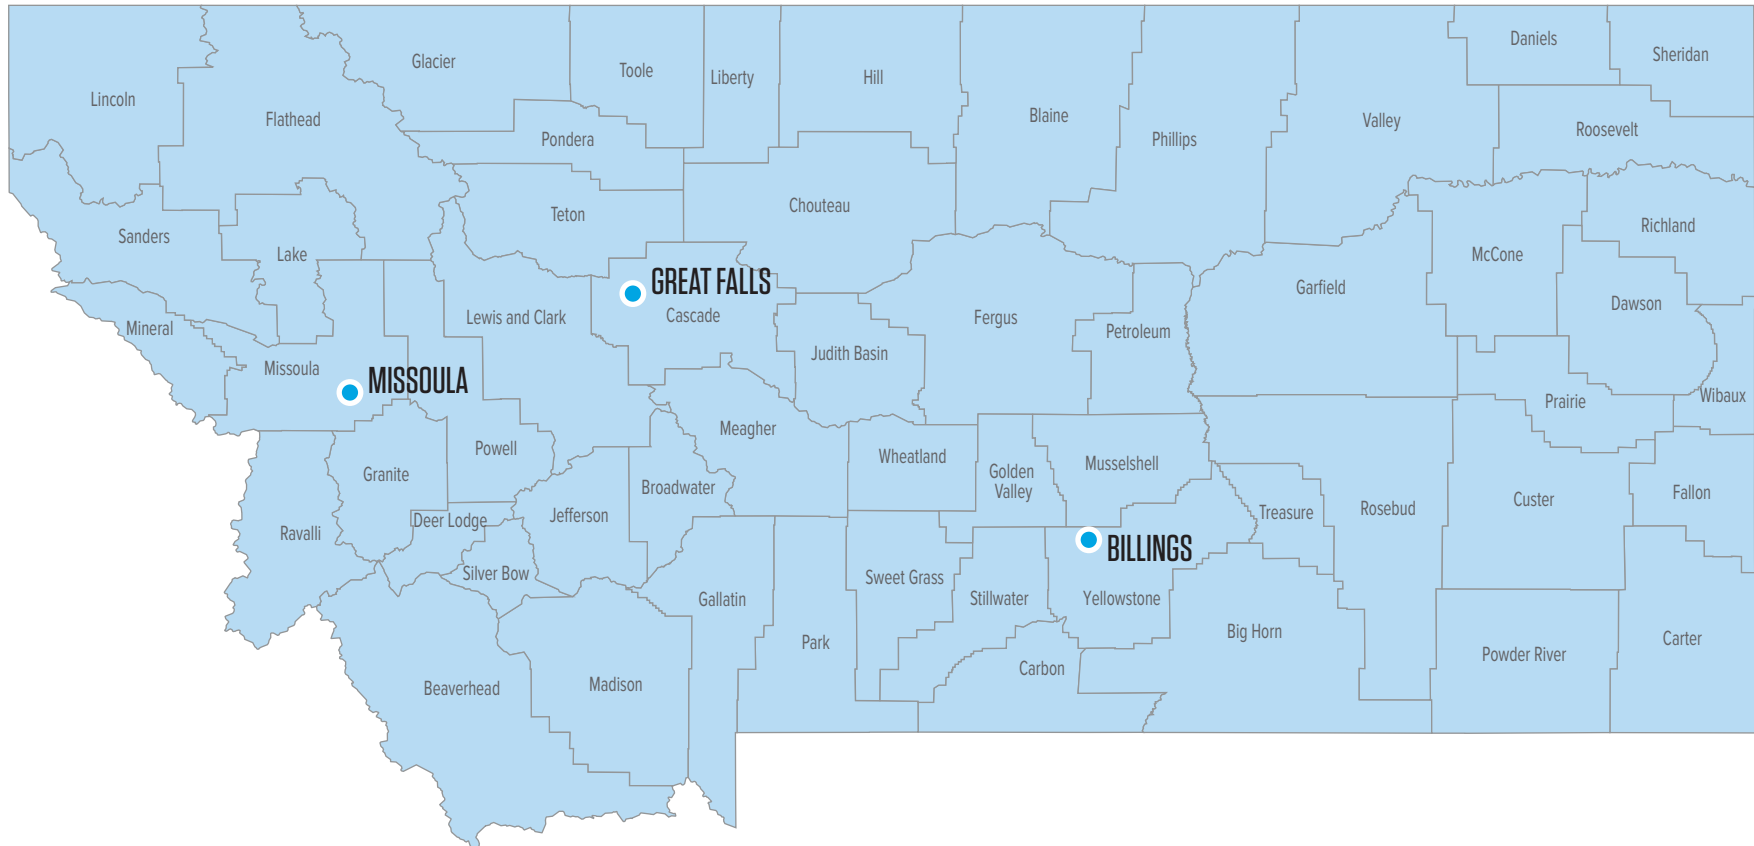 Daniels
Sheridan
Glacier
Toole
Liberty
Hill
Lincoln
Flathead
Blaine
Phillips
Valley
Roosevelt
Pondera
Teton
Chouteau
Sanders
Lake
Richland
McCone
GREAT FALLS
Cascade
Garfield
Dawson
Mineral
Lewis and Clark
Fergus
Petroleum
Judith Basin
Missoula
MISSOULA
Prairie
Wibaux
Meagher
Powell
Wheatland
Musselshell
Granite
Golden
Valley
Broadwater
Jefferson
Deer Lodge
Treasure
Rosebud
Custer
Fallon
Ravalli
BILLINGS
Silver Bow
Sweet Grass
Stillwater
Yellowstone
Gallatin
Park
Big Horn
Carbon
Powder River
Carter
Beaverhead
Madison